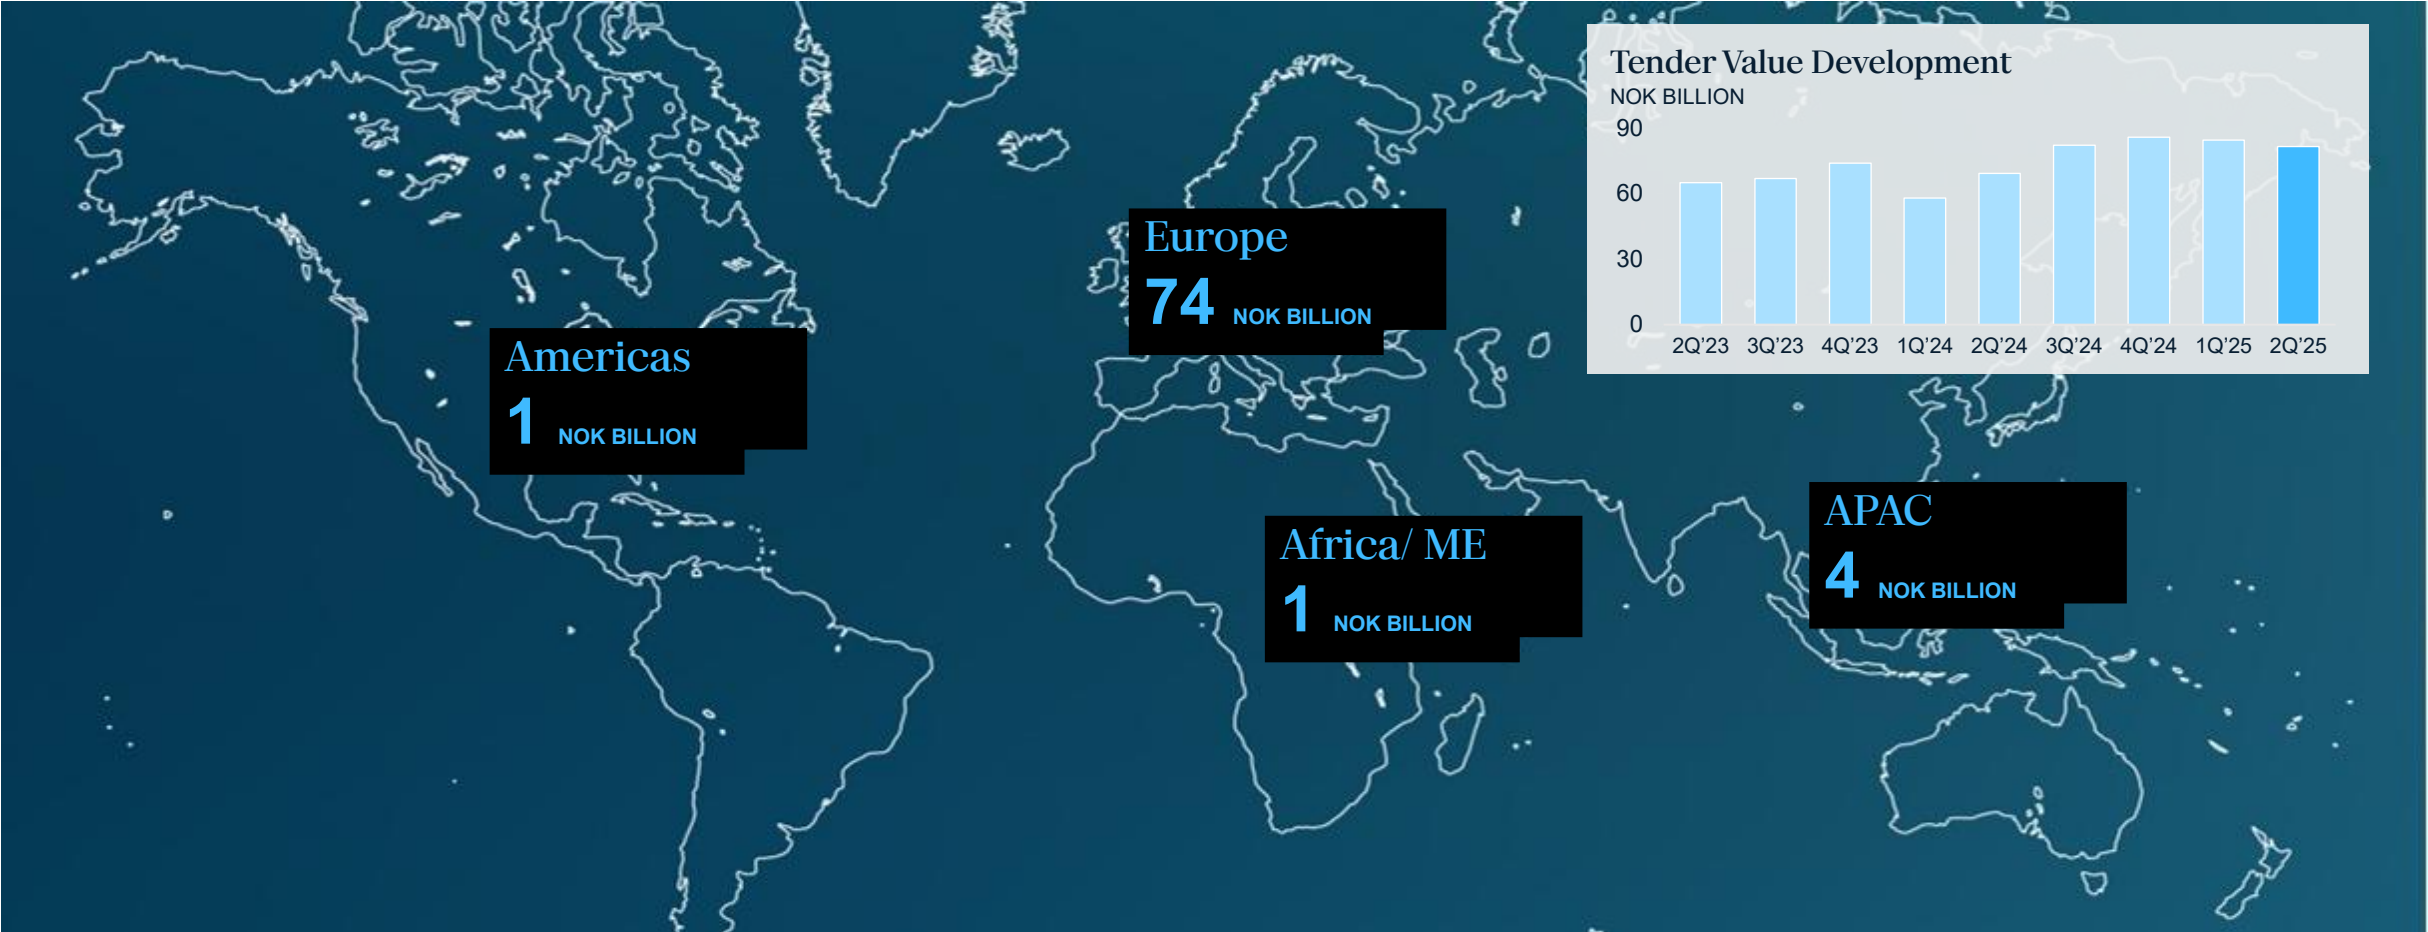 Tender Value Development
NOK BILLION
90
60
30
0
2Q’23 3Q’23 4Q’23 1Q’24 2Q’24 3Q’24 4Q’24 1Q’25 2Q’25
Europe
74 NOK BILLION
Americas
1 NOK BILLION
APAC
4 NOK BILLION
Africa/ ME
1 NOK BILLION